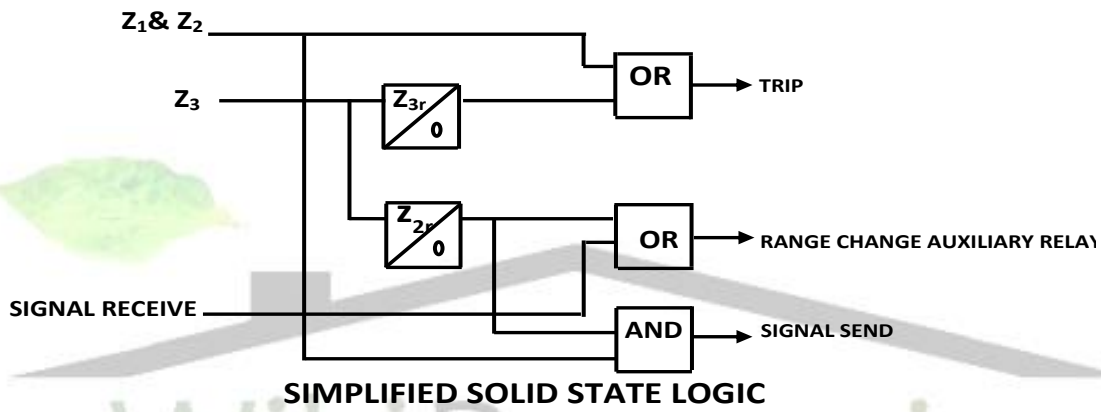 Z₁& Z₂
OR
TRIP
Z₃
Z₃ᵣ
0
Z₂ᵣ
0
OR
RANGE CHANGE AUXILIARY RELAY
SIGNAL RECEIVE
AND
SIGNAL SEND
SIMPLIFIED SOLID STATE LOGIC